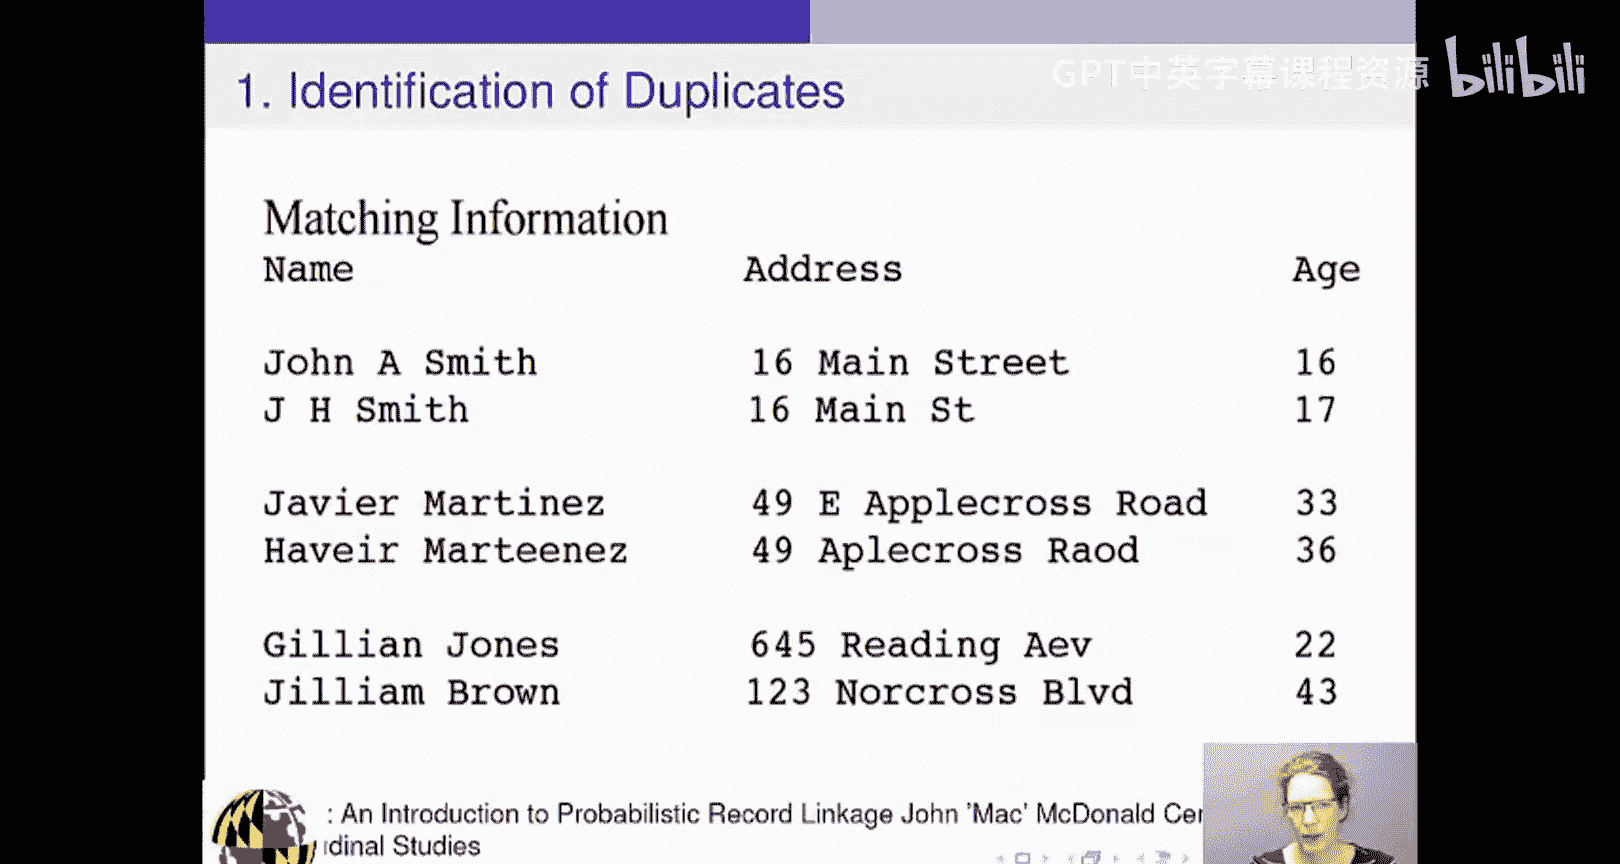 GPT中英字幕课程资源 bilibili
1. Identification of Duplicates
Matching Information
Name Address Age
John A Smith 16 Main Street 16
J H Smith 16 Main St 17
Javier Martinez 49 E Applecross Road 33
Haveir Marteenez 49 Aplecross Raod 36
Gillian Jones 645 Reading Aev 22
Jilliam Brown 123 Norcross Blvd 43
: An Introduction to Probabilistic Record Linkage John 'Mac' McDonald Cen
dinal Studies